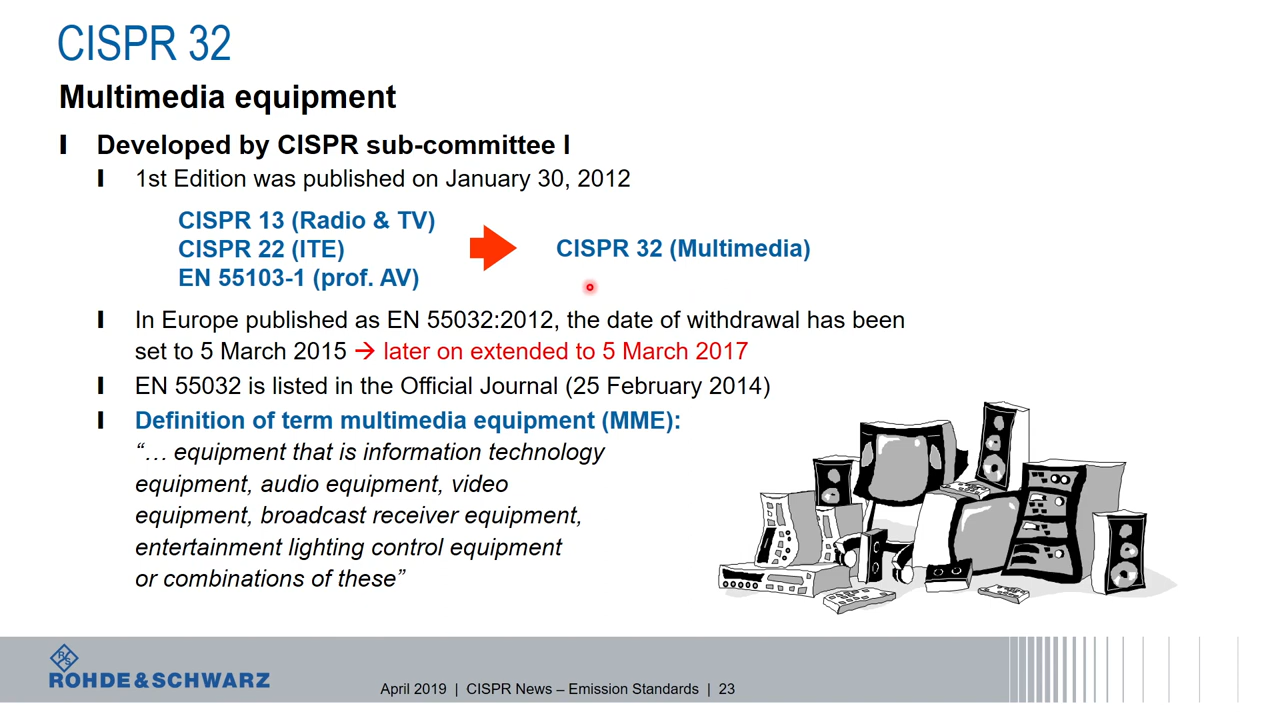 CISPR 32
Multimedia equipment
Developed by CISPR sub-committee I
1st Edition was published on January 30, 2012
CISPR 13 (Radio & TV)
CISPR 22 (ITE)
EN 55103-1 (prof. AV)
CISPR 32 (Multimedia)
In Europe published as EN 55032:2012, the date of withdrawal has been
set to 5 March 2015 → later on extended to 5 March 2017
EN 55032 is listed in the Official Journal (25 February 2014)
Definition of term multimedia equipment (MME):
“… equipment that is information technology
equipment, audio equipment, video
equipment, broadcast receiver equipment,
entertainment lighting control equipment
or combinations of these”
R&S
ROHDE & SCHWARZ
April 2019 | CISPR News – Emission Standards | 23